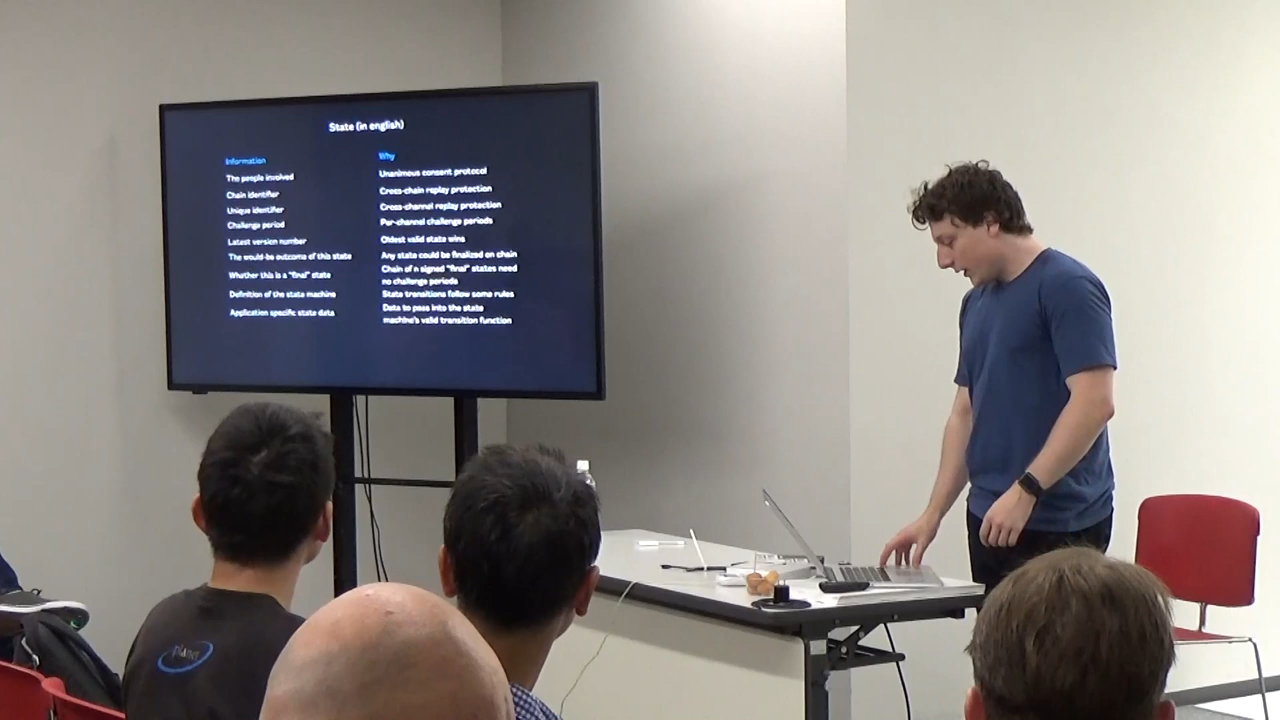 State (in english)
Information
Why
The people involved
Unanimous consent protocol
Chain identifier
Cross-chain replay protection
Unique identifier
Cross-channel replay protection
Challenge period
Per-channel challenge periods
Latest version number
Oldest valid state wins
The would-be outcome of this state
Any state could be finalized on chain
Whether this is a "final" state
Chain of n signed "final" states need
no challenge periods
Definition of the state machine
State transitions follow some rules
Application specific state data
Data to pass into the state
machine's valid transition function
planet